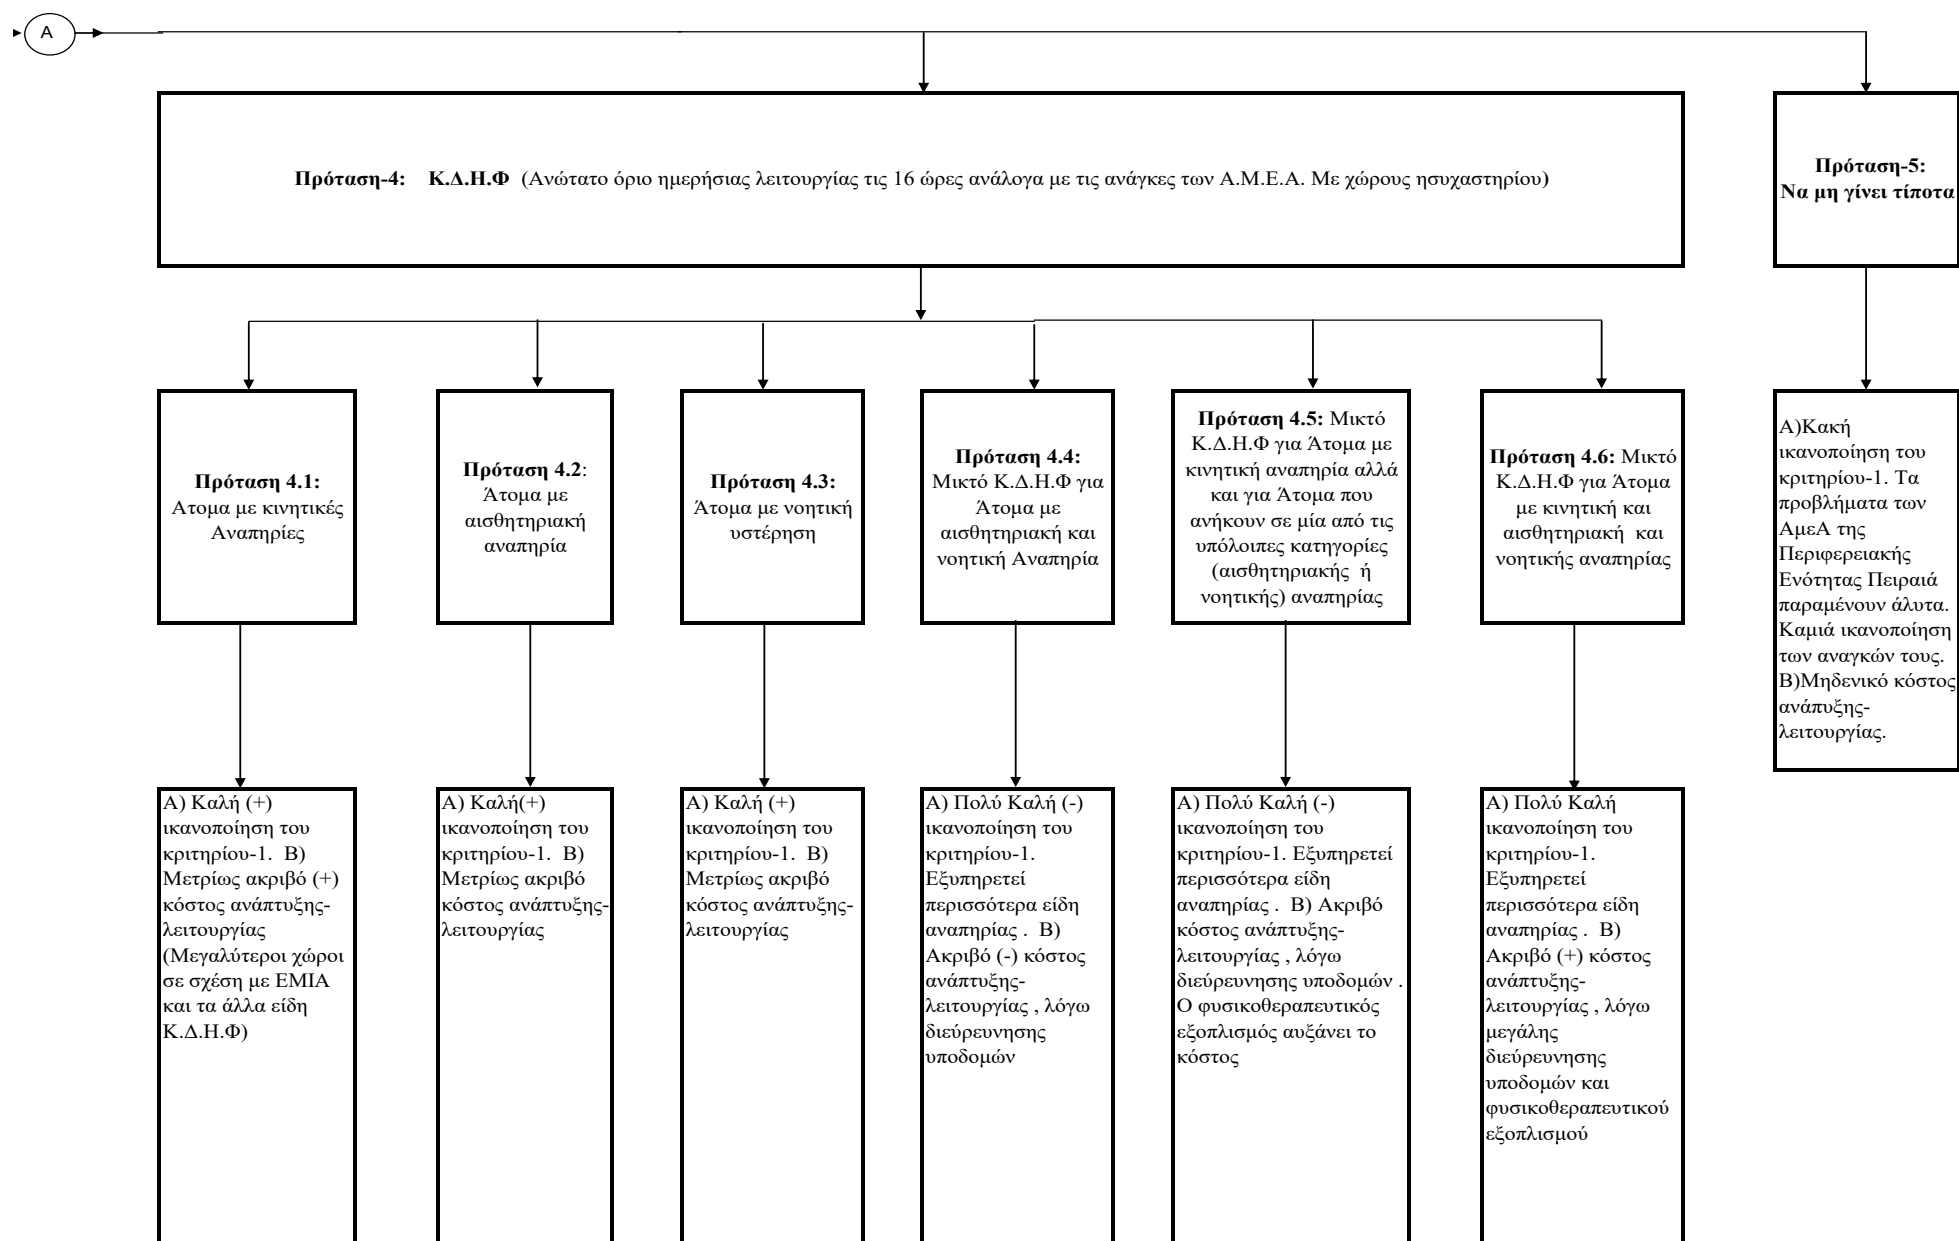 A
Πρόταση-4: Κ.Δ.Η.Φ (Ανώτατο όριο ημερήσιας λειτουργίας τις 16 ώρες ανάλογα με τις ανάγκες των Α.Μ.Ε.Α. Με χώρους ησυχαστηρίου)
Πρόταση-5:
Να μη γίνει τίποτα
Πρόταση 4.1:
Ατομα με κινητικές
Αναπηρίες
Πρόταση 4.2:
Άτομα με
αισθητηριακή
αναπηρία
Πρόταση 4.3:
Άτομα με νοητική
υστέρηση
Πρόταση 4.4:
Μικτό Κ.Δ.Η.Φ για
Άτομα με
αισθητηριακή και
νοητική Αναπηρία
Πρόταση 4.5: Μικτό
Κ.Δ.Η.Φ για Άτομα με
κινητική αναπηρία αλλά
και για Άτομα που
ανήκουν σε μία από τις
υπόλοιπες κατηγορίες
(αισθητηριακής ή
νοητικής) αναπηρίας
Πρόταση 4.6: Μικτό
Κ.Δ.Η.Φ για Άτομα
με κινητική και
αισθητηριακή και
νοητικής αναπηρίας
Α)Κακή
ικανοποίηση του
κριτηρίου-1. Τα
προβλήματα των
ΑμεΑ της
Περιφερειακής
Ενότητας Πειραιά
παραμένουν άλυτα.
Καμιά ικανοποίηση
των αναγκών τους.
Β)Μηδενικό κόστος
ανάπυξης-
λειτουργίας.
Α) Καλή (+)
ικανοποίηση του
κριτηρίου-1. Β)
Μετρίως ακριβό (+)
κόστος ανάπτυξης-
λειτουργίας
(Μεγαλύτεροι χώροι
σε σχέση με ΕΜΙΑ
και τα άλλα είδη
Κ.Δ.Η.Φ)
Α) Καλή(+)
ικανοποίηση του
κριτηρίου-1. Β)
Μετρίως ακριβό
κόστος ανάπτυξης-
λειτουργίας
Α) Καλή (+)
ικανοποίηση του
κριτηρίου-1. Β)
Μετρίως ακριβό
κόστος ανάπτυξης-
λειτουργίας
Α) Πολύ Καλή (-)
ικανοποίηση του
κριτηρίου-1.
Εξυπηρετεί
περισσότερα είδη
αναπηρίας . Β)
Ακριβό (-) κόστος
ανάπτυξης-
λειτουργίας , λόγω
διεύρευνησης
υποδομών
Α) Πολύ Καλή (-)
ικανοποίηση του
κριτηρίου-1. Εξυπηρετεί
περισσότερα είδη
αναπηρίας . Β) Ακριβό
κόστος ανάπτυξης-
λειτουργίας , λόγω
διεύρευνησης υποδομών .
Ο φυσικοθεραπευτικός
εξοπλισμός αυξάνει το
κόστος
Α) Πολύ Καλή
ικανοποίηση του
κριτηρίου-1.
Εξυπηρετεί
περισσότερα είδη
αναπηρίας . Β)
Ακριβό (+) κόστος
ανάπτυξης-
λειτουργίας , λόγω
μεγάλης
διεύρευνησης
υποδομών και
φυσικοθεραπευτικού
εξοπλισμού